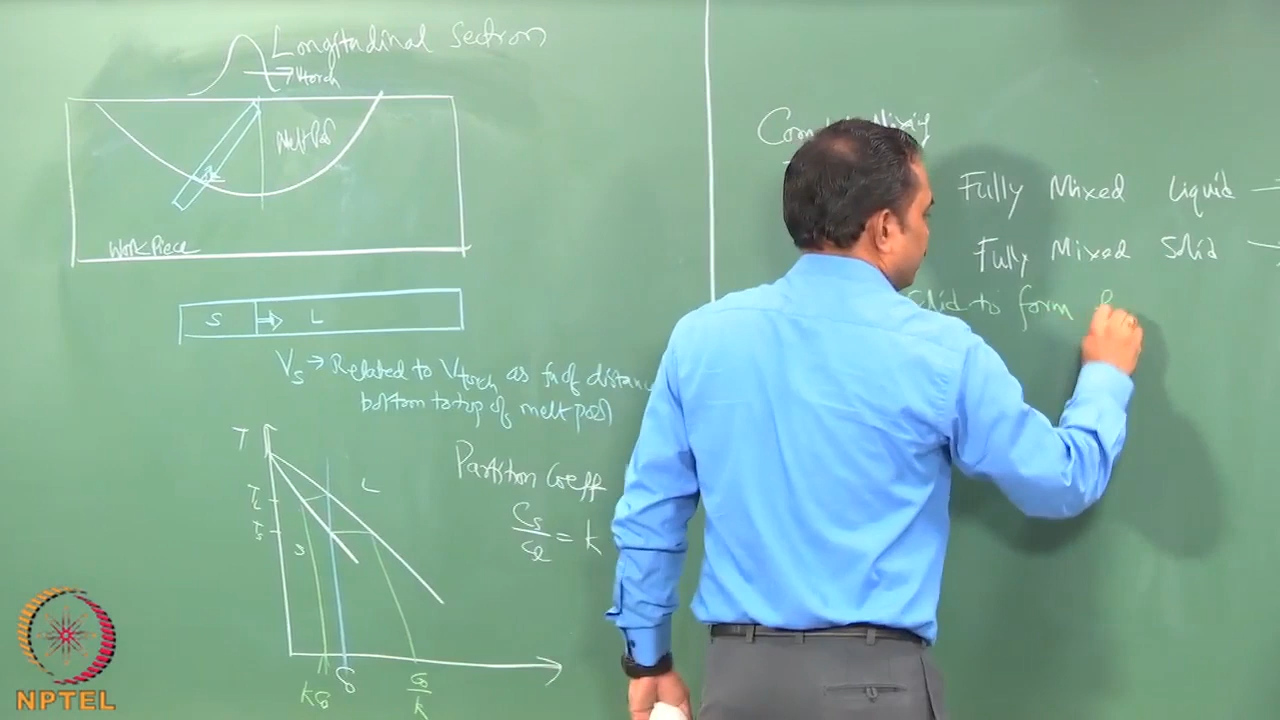 Longitudinal Section
Vtorch
Melt Pool
Work Piece
S
L
Vs → Related to Vtorch as fn of distance
bottom to top of melt pool
T
TL
Ts
L
S
kC0
C0
C0/k
Partition Coeff
Cs/Cl = k
Mixing
Fully Mixed Liquid →
Fully Mixed Solid →
Solid to form
NPTEL